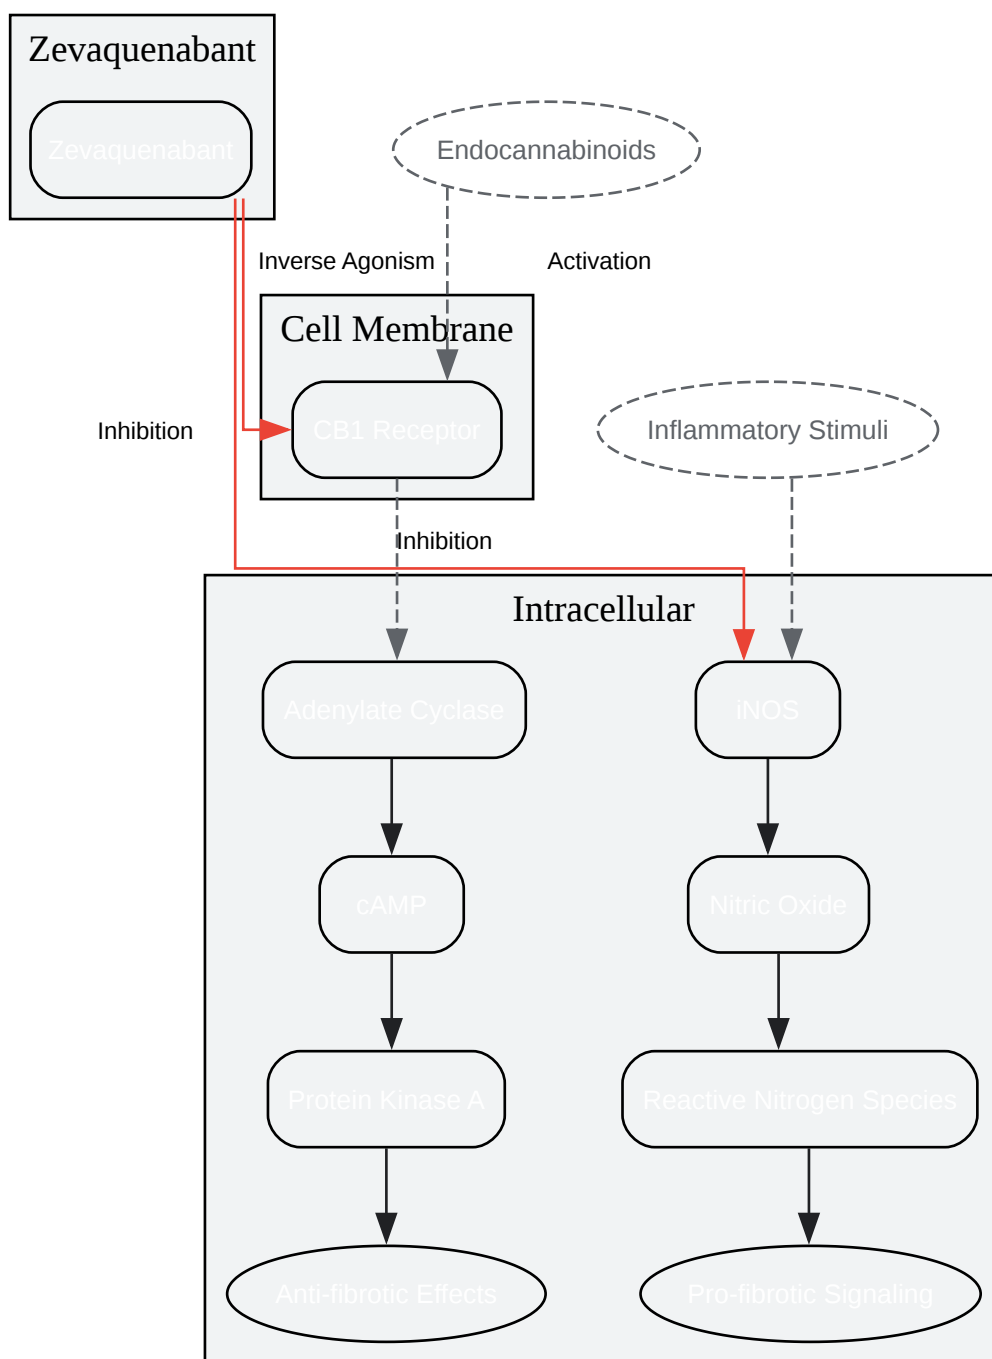 Zevaquenabant
Zevaquenabant
Endocannabinoids
Inverse Agonism
Activation
Cell Membrane
CB1 Receptor
Inflammatory Stimuli
Inhibition
Inhibition
Intracellular
Adenylate Cyclase
iNOS
cAMP
Nitric Oxide
Protein Kinase A
Reactive Nitrogen Species
Anti-fibrotic Effects
Pro-fibrotic Signaling